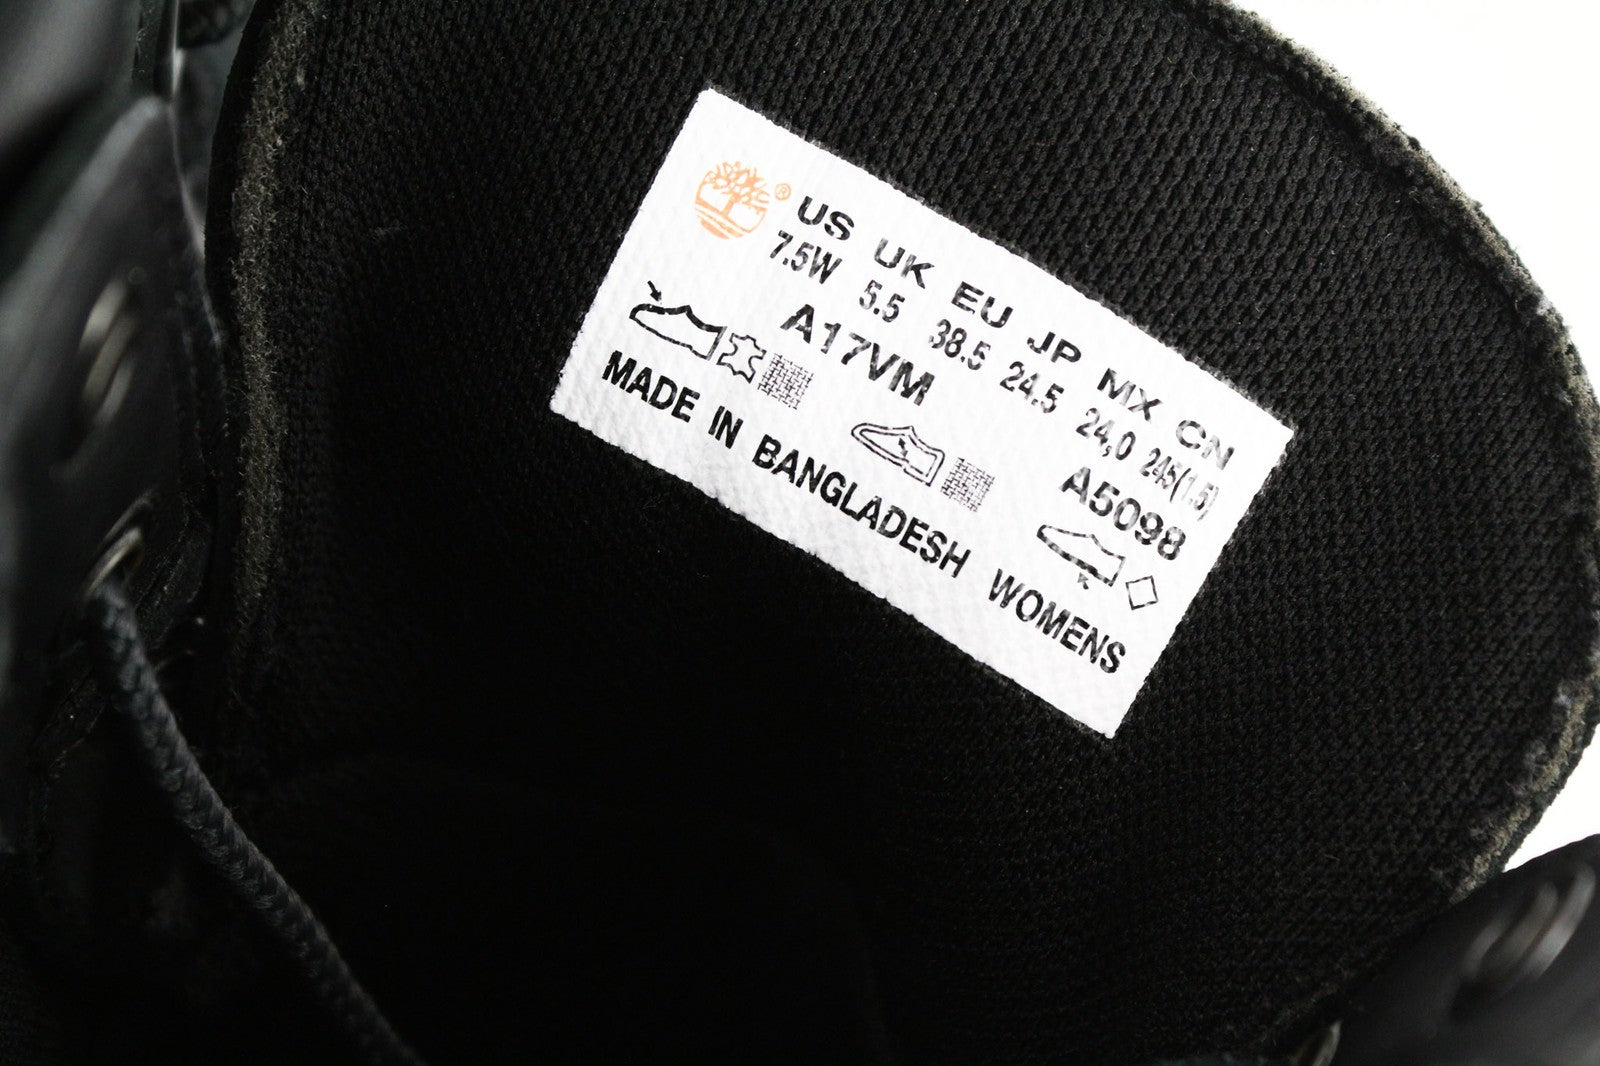 ® US UK EU JP MX CN
7.5W 5.5 38.5 24.5 24,0 245(1.5)
A17VM A5098
MADE IN BANGLADESH WOMENS